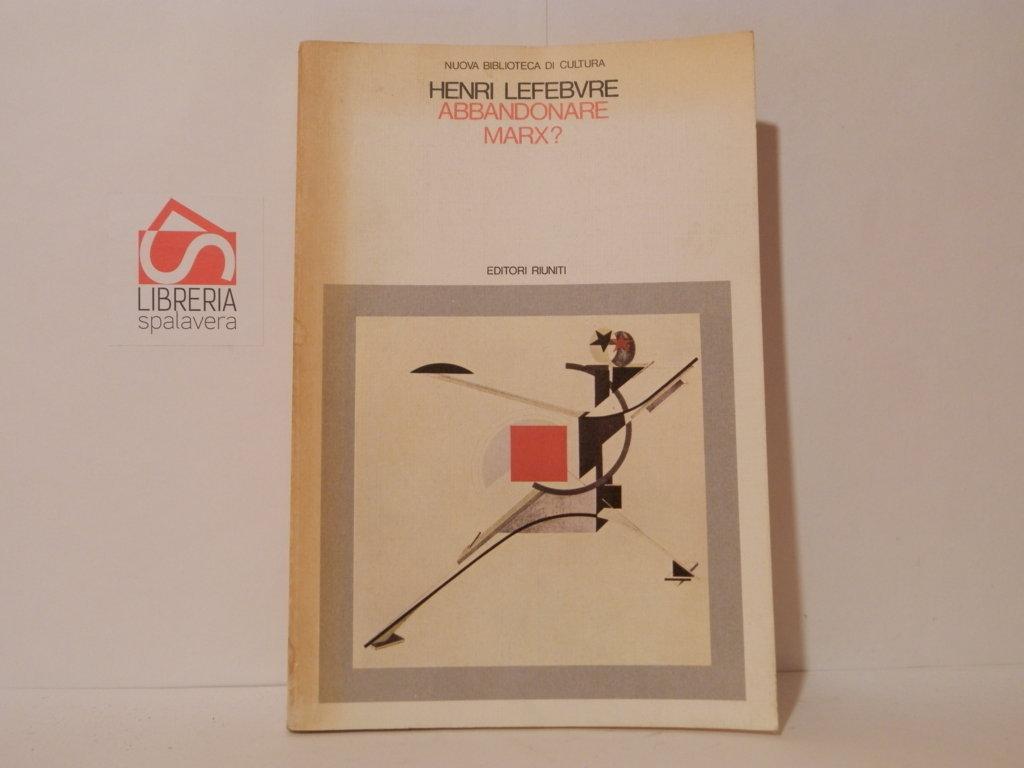 NUOVA BIBLIOTECA DI CULTURA
HENRI LEFEBVRE
ABBANDONARE
MARX?
EDITORI RIUNITI
LIBRERIA
spalavera